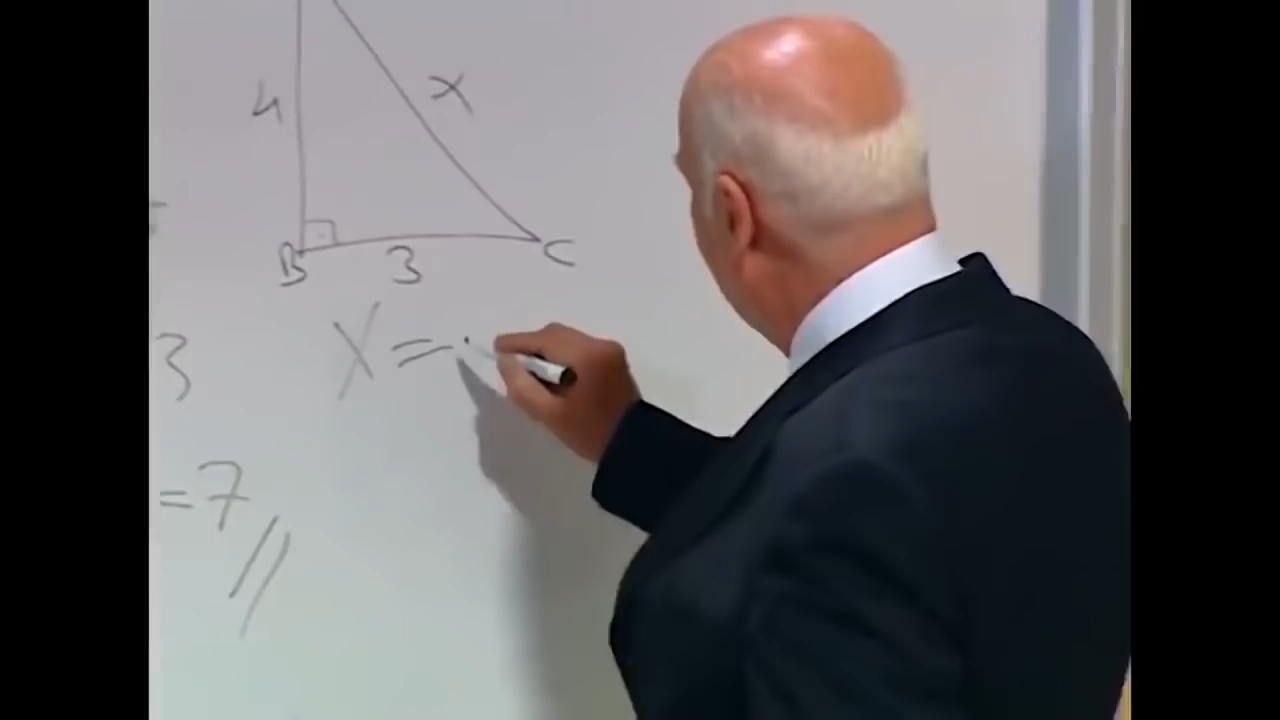 4
x
B 3 C
3
X =
= 7 //